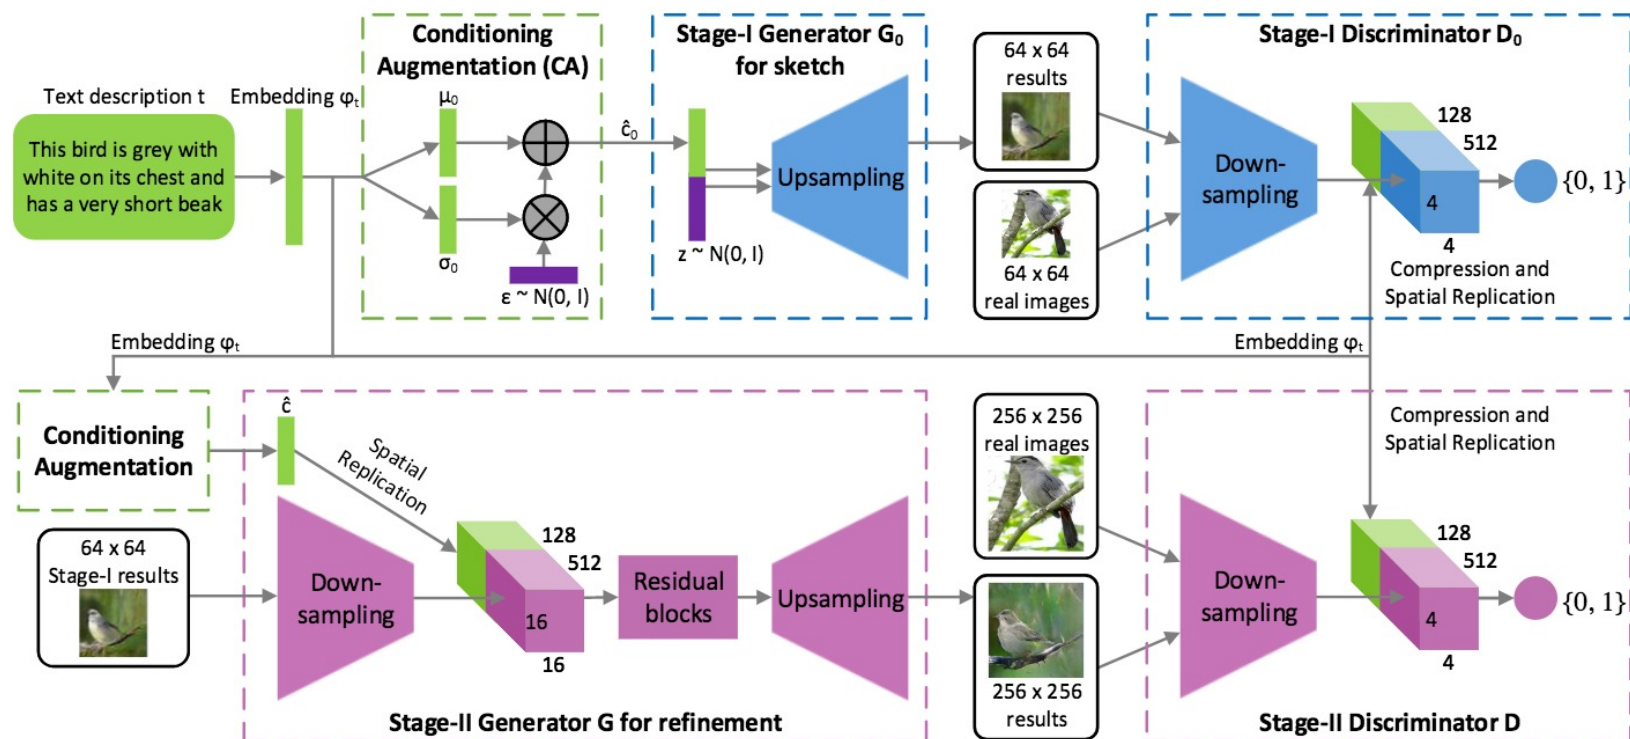 Conditioning
Augmentation (CA)
Stage-I Generator G₀
for sketch
64 x 64
results
Stage-I Discriminator D₀
Text description t
Embedding φₜ
μ₀
This bird is grey with
white on its chest and
has a very short beak
ĉ₀
Upsampling
Down-
sampling
128
512
4
4
{0, 1}
σ₀
ε ~ N(0, I)
z ~ N(0, I)
64 x 64
real images
Compression and
Spatial Replication
Embedding φₜ
Embedding φₜ
Conditioning
Augmentation
ĉ
Spatial
Replication
256 x 256
real images
Compression and
Spatial Replication
64 x 64
Stage-I results
Down-
sampling
128
512
16
16
Residual
blocks
Upsampling
256 x 256
results
Down-
sampling
128
512
4
4
{0, 1}
Stage-II Generator G for refinement
Stage-II Discriminator D